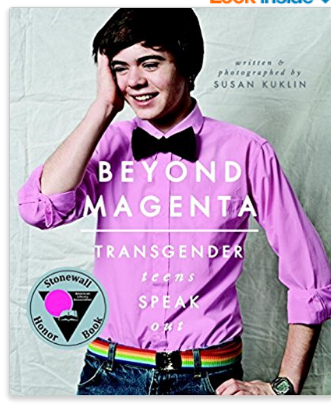 Look Inside
written &
photographed by
SUSAN KUKLIN
BEYOND
MAGENTA
TRANSGENDER
teens
SPEAK
out
Stonewall
Honor Book